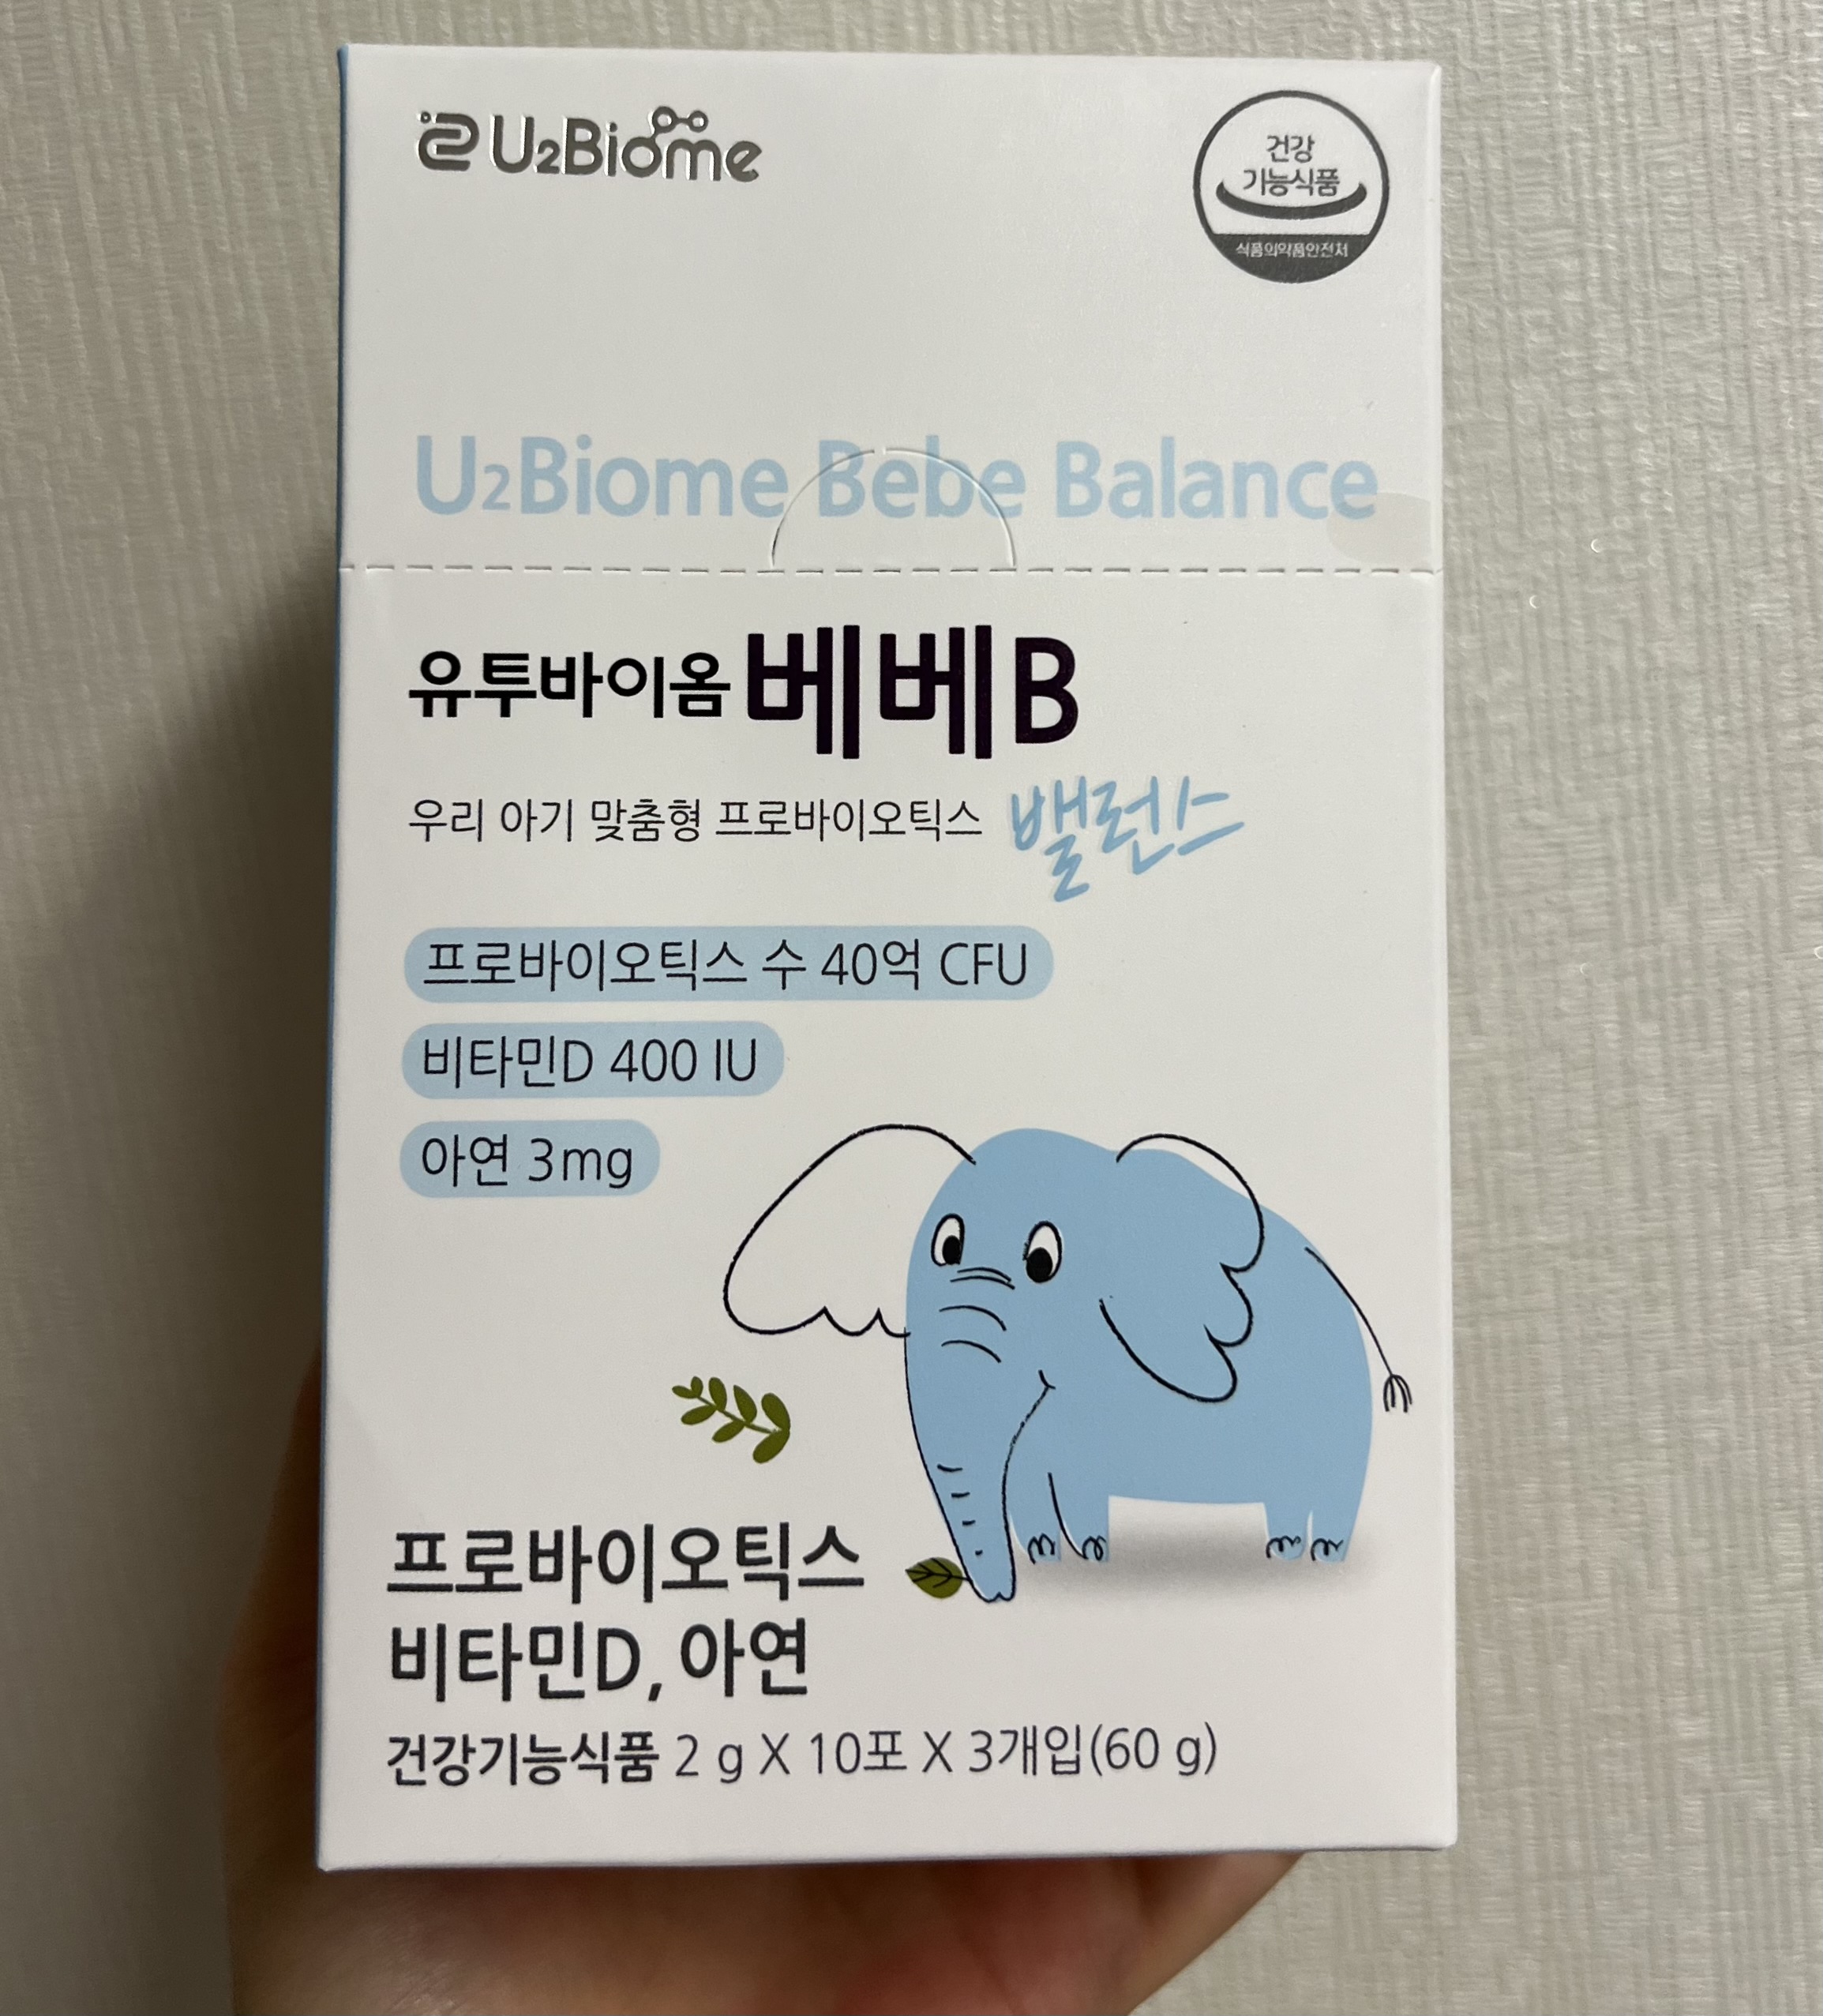 U2Biome
건강
기능식품
식품의약품안전처
U2Biome Bebe Balance
유투바이옴 베베B
우리 아기 맞춤형 프로바이오틱스 밸런스
프로바이오틱스 수 40억 CFU
비타민D 400 IU
아연 3mg
프로바이오틱스
비타민D, 아연
건강기능식품 2 g X 10포 X 3개입(60 g)